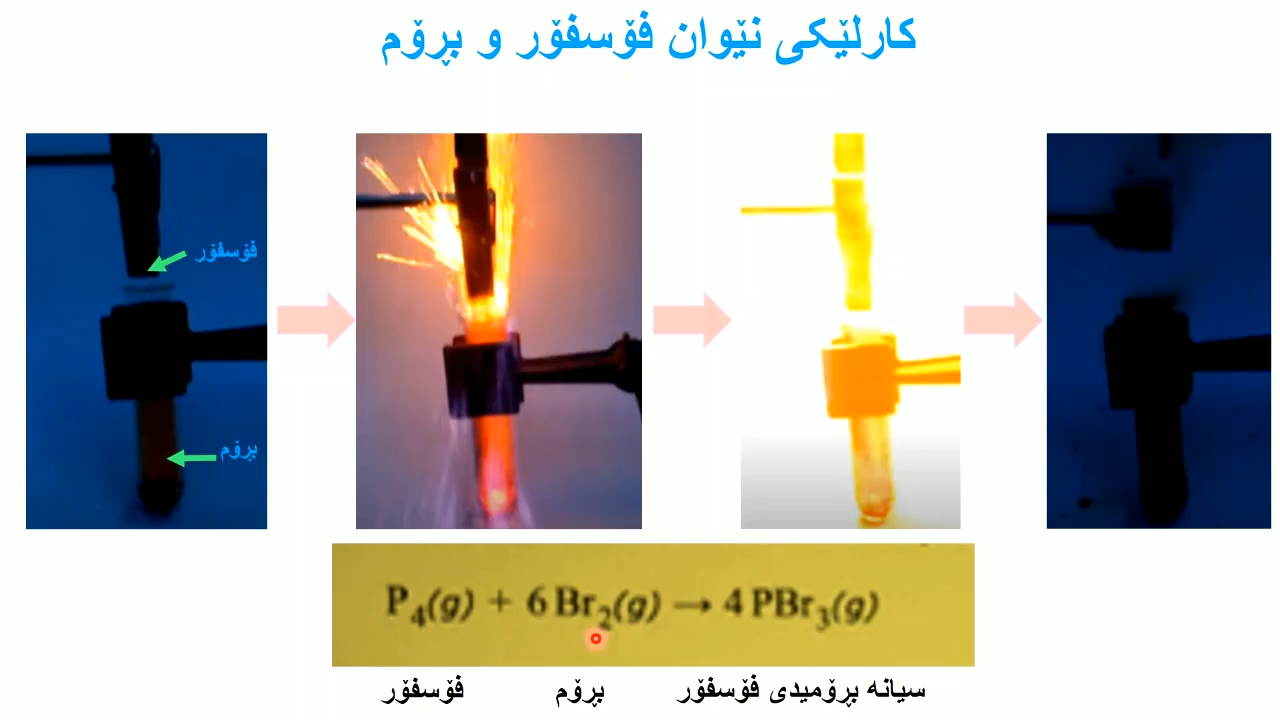 کارلێکی نێوان فۆسفۆر و بڕۆم
فۆسفۆر
بڕۆم
P₄(g) + 6 Br₂(g) → 4 PBr₃(g)
فۆسفۆر بڕۆم سیانە بڕۆمیدی فۆسفۆر